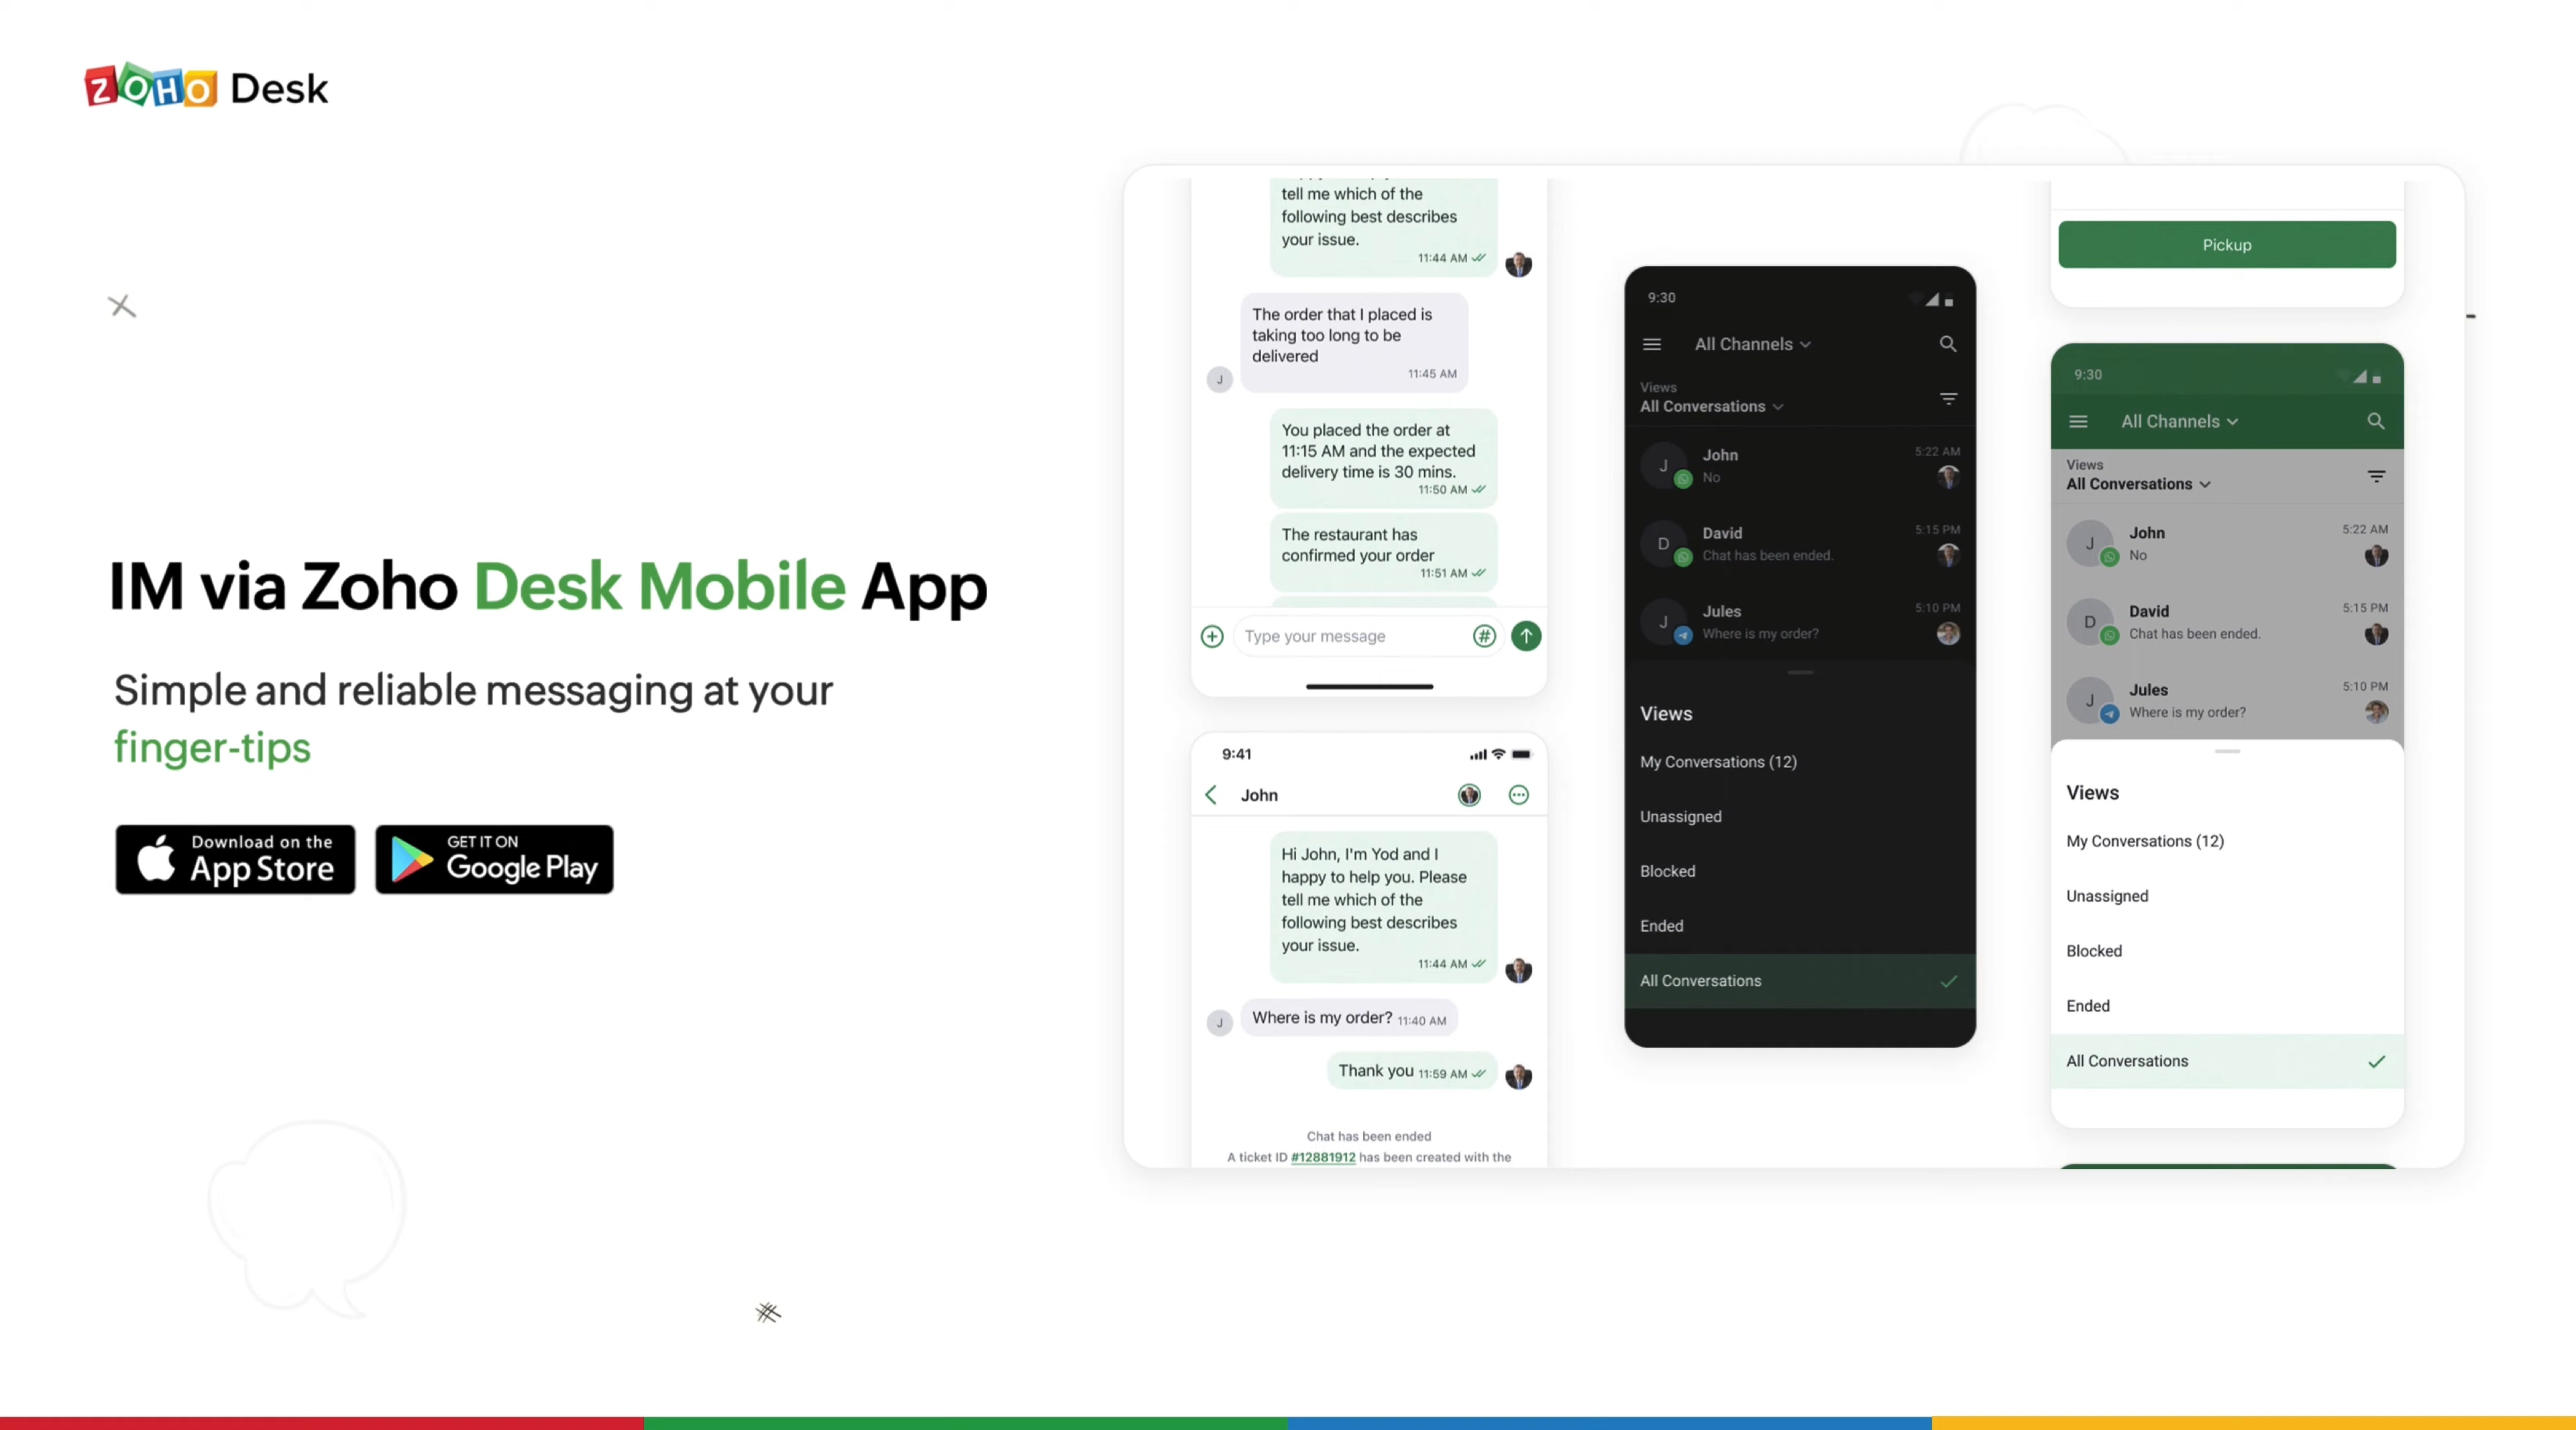 ZOHO Desk
IM via Zoho Desk Mobile App
Simple and reliable messaging at your
finger-tips
Download on the
App Store
GET IT ON
Google Play
tell me which of the
following best describes
your issue.
11:44 AM
The order that I placed is
taking too long to be
delivered
11:45 AM
J
You placed the order at
11:15 AM and the expected
delivery time is 30 mins.
11:50 AM
The restaurant has
confirmed your order
11:51 AM
Type your message
#
9:41
John
Hi John, I'm Yod and I
happy to help you. Please
tell me which of the
following best describes
your issue.
11:44 AM
J
Where is my order? 11:40 AM
Thank you 11:59 AM
Chat has been ended
A ticket ID #12881912 has been created with the
9:30
All Channels
Views
All Conversations
J
John
5:22 AM
No
D
David
5:15 PM
Chat has been ended.
J
Jules
5:10 PM
Where is my order?
Views
My Conversations (12)
Unassigned
Blocked
Ended
All Conversations
Pickup
9:30
All Channels
Views
All Conversations
J
John
5:22 AM
No
D
David
5:15 PM
Chat has been ended.
J
Jules
5:10 PM
Where is my order?
Views
My Conversations (12)
Unassigned
Blocked
Ended
All Conversations